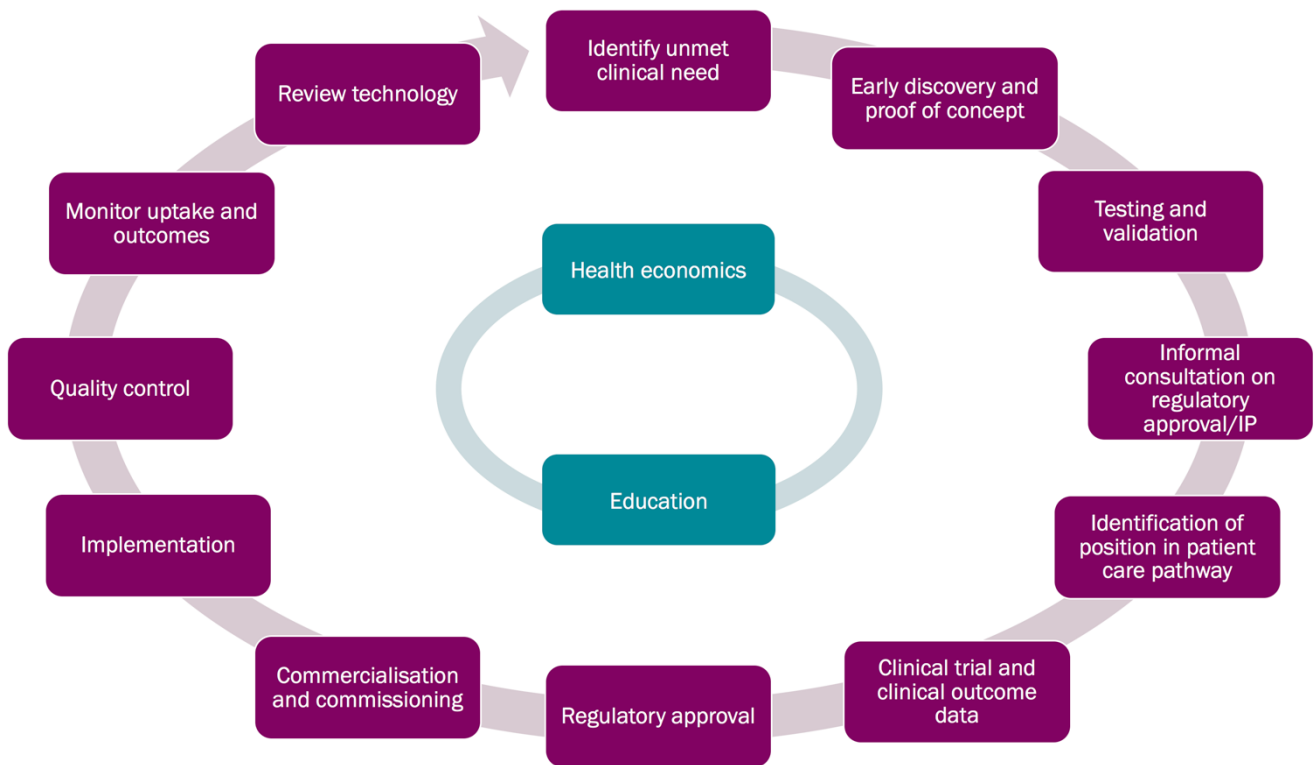 Identify unmet
clinical need
Early discovery and
proof of concept
Testing and
validation
Informal
consultation on
regulatory
approval/IP
Identification of
position in patient
care pathway
Clinical trial and
clinical outcome
data
Regulatory approval
Commercialisation
and commissioning
Implementation
Quality control
Monitor uptake and
outcomes
Review technology
Health economics
Education